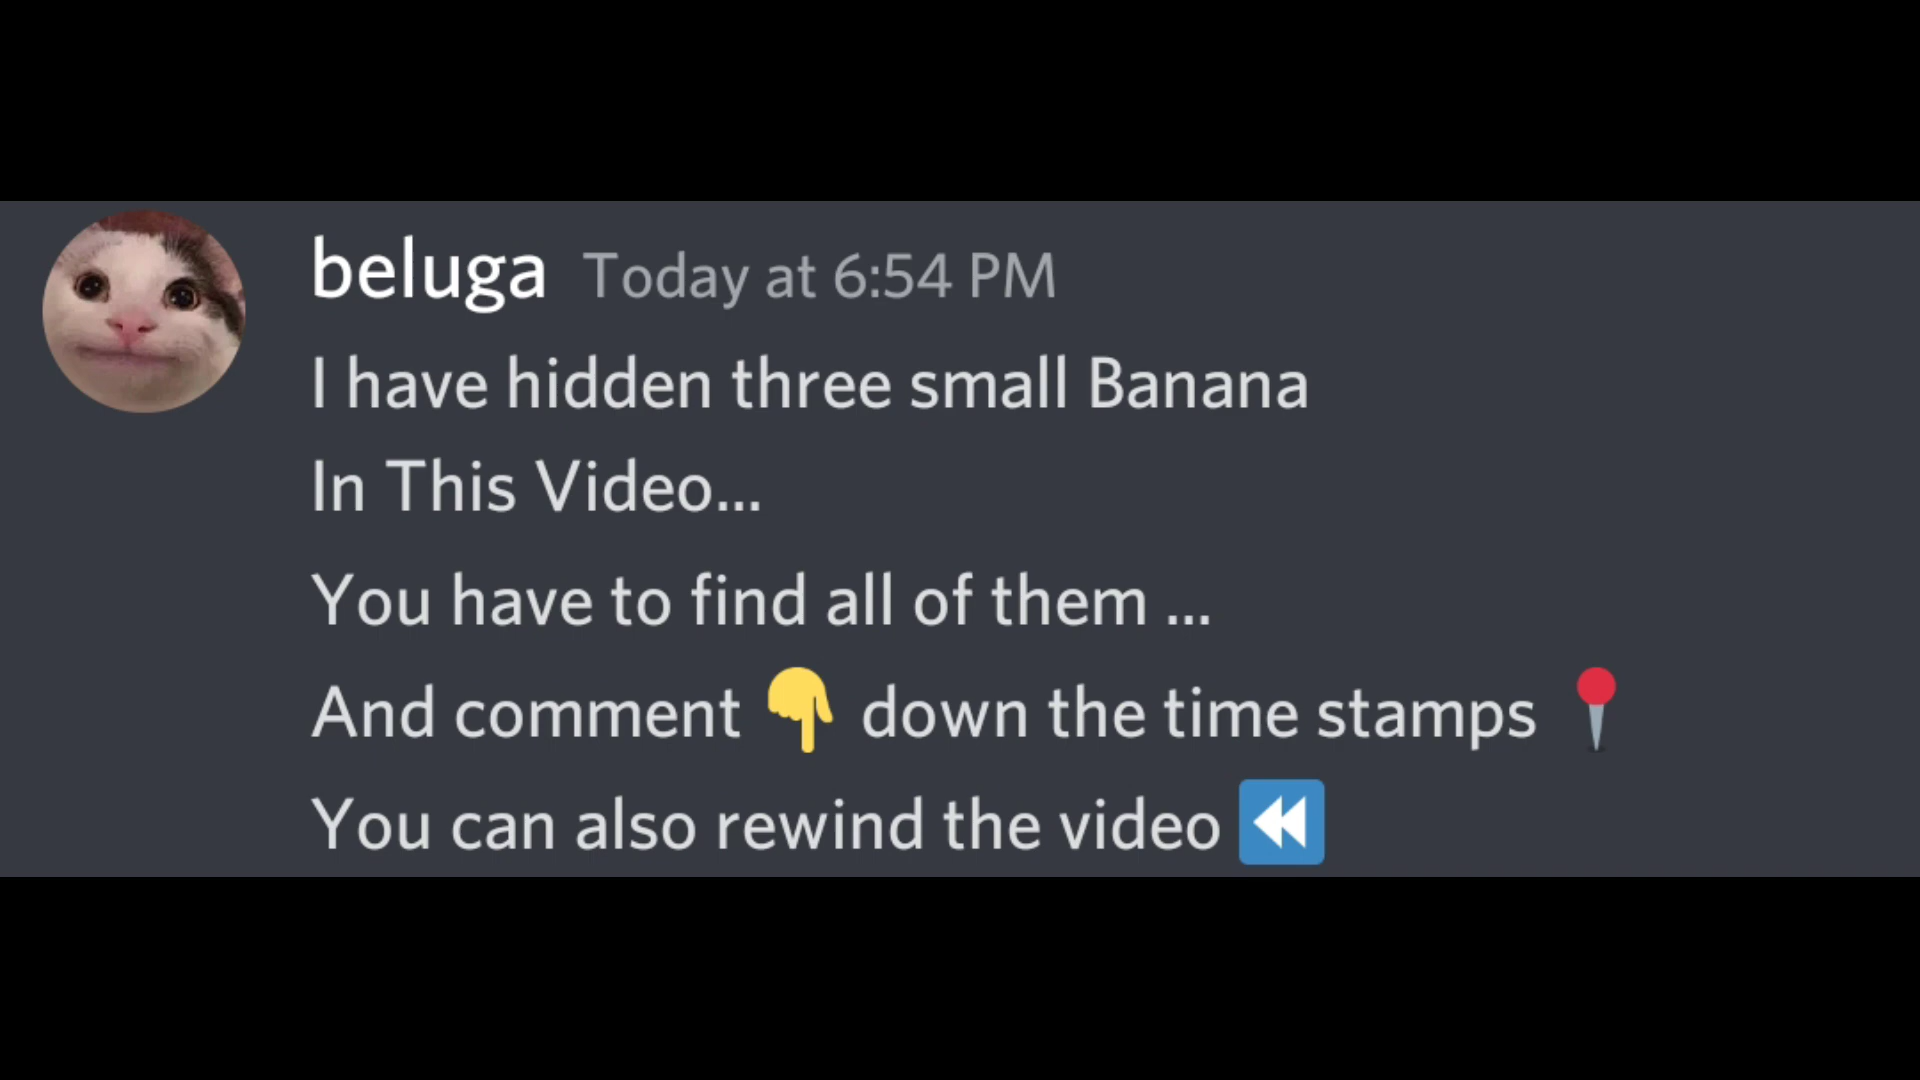 beluga Today at 6:54 PM
I have hidden three small Banana
In This Video...
You have to find all of them ...
And comment 👇 down the time stamps 📍
You can also rewind the video ⏪